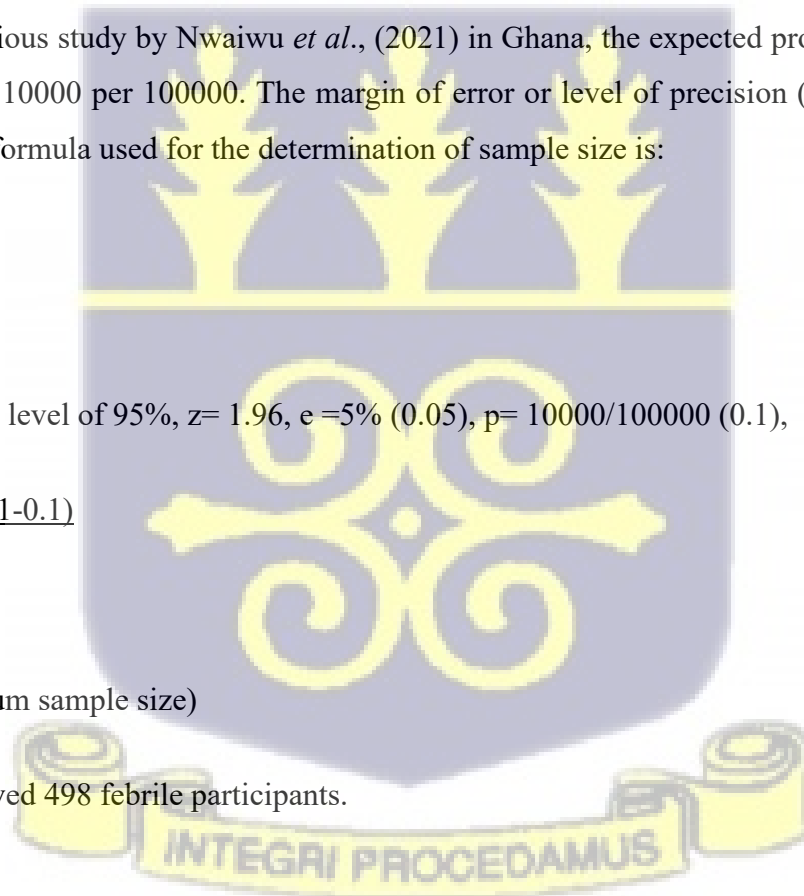 ious study by Nwaiwu et al., (2021) in Ghana, the expected pro
10000 per 100000. The margin of error or level of precision (
formula used for the determination of sample size is:
level of 95%, z= 1.96, e =5% (0.05), p= 10000/100000 (0.1),
1-0.1)
um sample size)
ved 498 febrile participants.
INTEGRI PROCEDAMUS